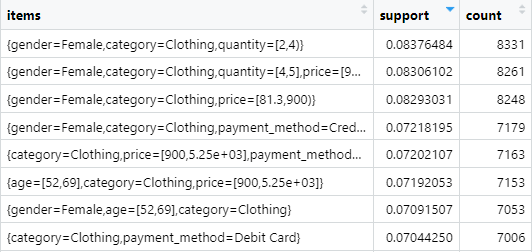 items support count
{gender=Female,category=Clothing,quantity=[2,4)} 0.08376484 8331
{gender=Female,category=Clothing,quantity=[4,5],price=[9... 0.08306102 8261
{gender=Female,category=Clothing,price=[81.3,900)} 0.08293031 8248
{gender=Female,category=Clothing,payment_method=Cred... 0.07218195 7179
{category=Clothing,price=[900,5.25e+03],payment_method... 0.07202107 7163
{age=[52,69],category=Clothing,price=[900,5.25e+03]} 0.07192053 7153
{gender=Female,age=[52,69],category=Clothing} 0.07091507 7053
{category=Clothing,payment_method=Debit Card} 0.07044250 7006